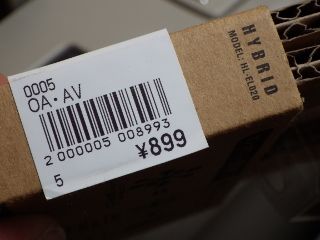 0005
OA・AV
2 000005 008993
5 ¥899
HYBRID
MODEL: HL-EL020